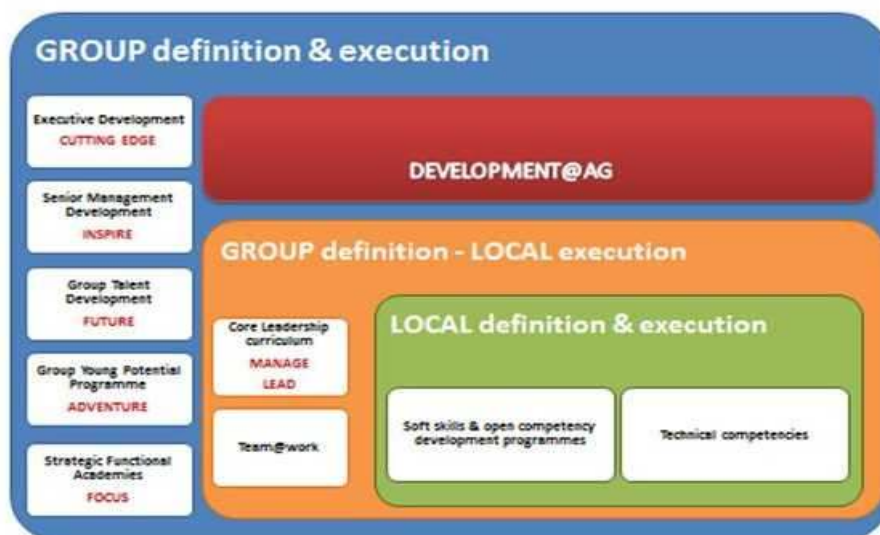 GROUP definition & execution
Executive Development
CUTTING EDGE
Senior Management
Development
INSPIRE
Group Talent
Development
FUTURE
Group Young Potential
Programme
ADVENTURE
Strategic Functional
Academies
FOCUS
DEVELOPMENT@AG
GROUP definition - LOCAL execution
Core Leadership
curriculum
MANAGE
LEAD
Team@work
LOCAL definition & execution
Soft skills & open competency
development programmes
Technical competencies